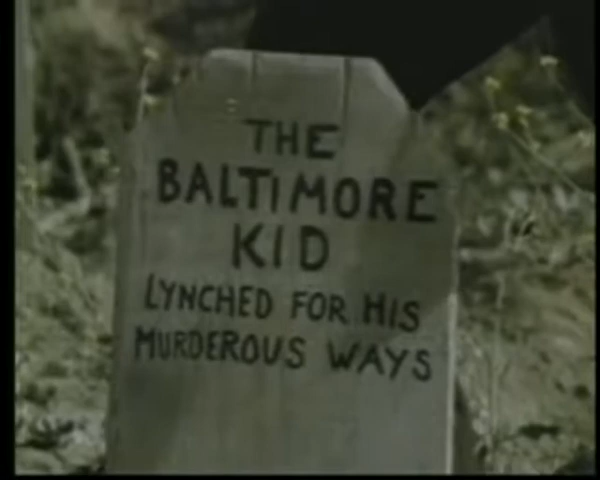 THE
BALTIMORE
KID
LYNCHED FOR HIS
MURDEROUS WAYS